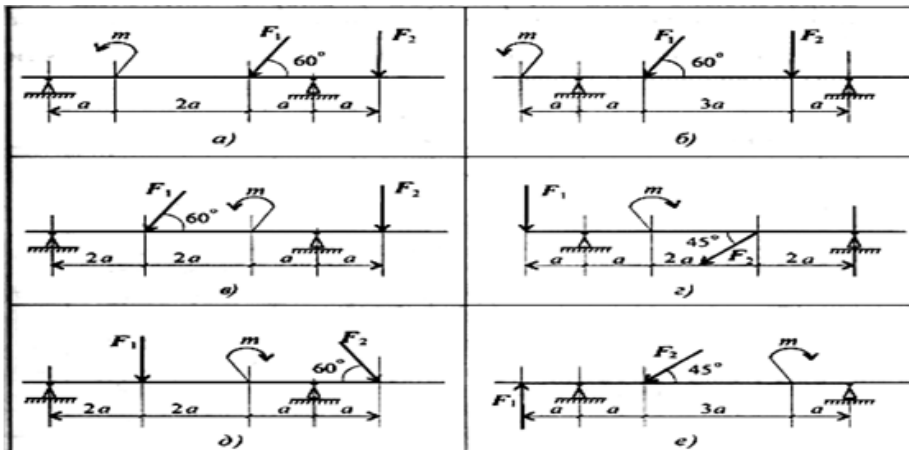 m F₁ 60° F₂
a 2a a a
а)
m F₁ 60° F₂
a a 3a a
б)
F₁ 60° m F₂
2a 2a a a
в)
F₁ m 45° F₂
a a 2a 2a
г)
F₁ m F₂ 60°
2a 2a a a
д)
F₁ F₂ 45° m
a a 3a a
е)